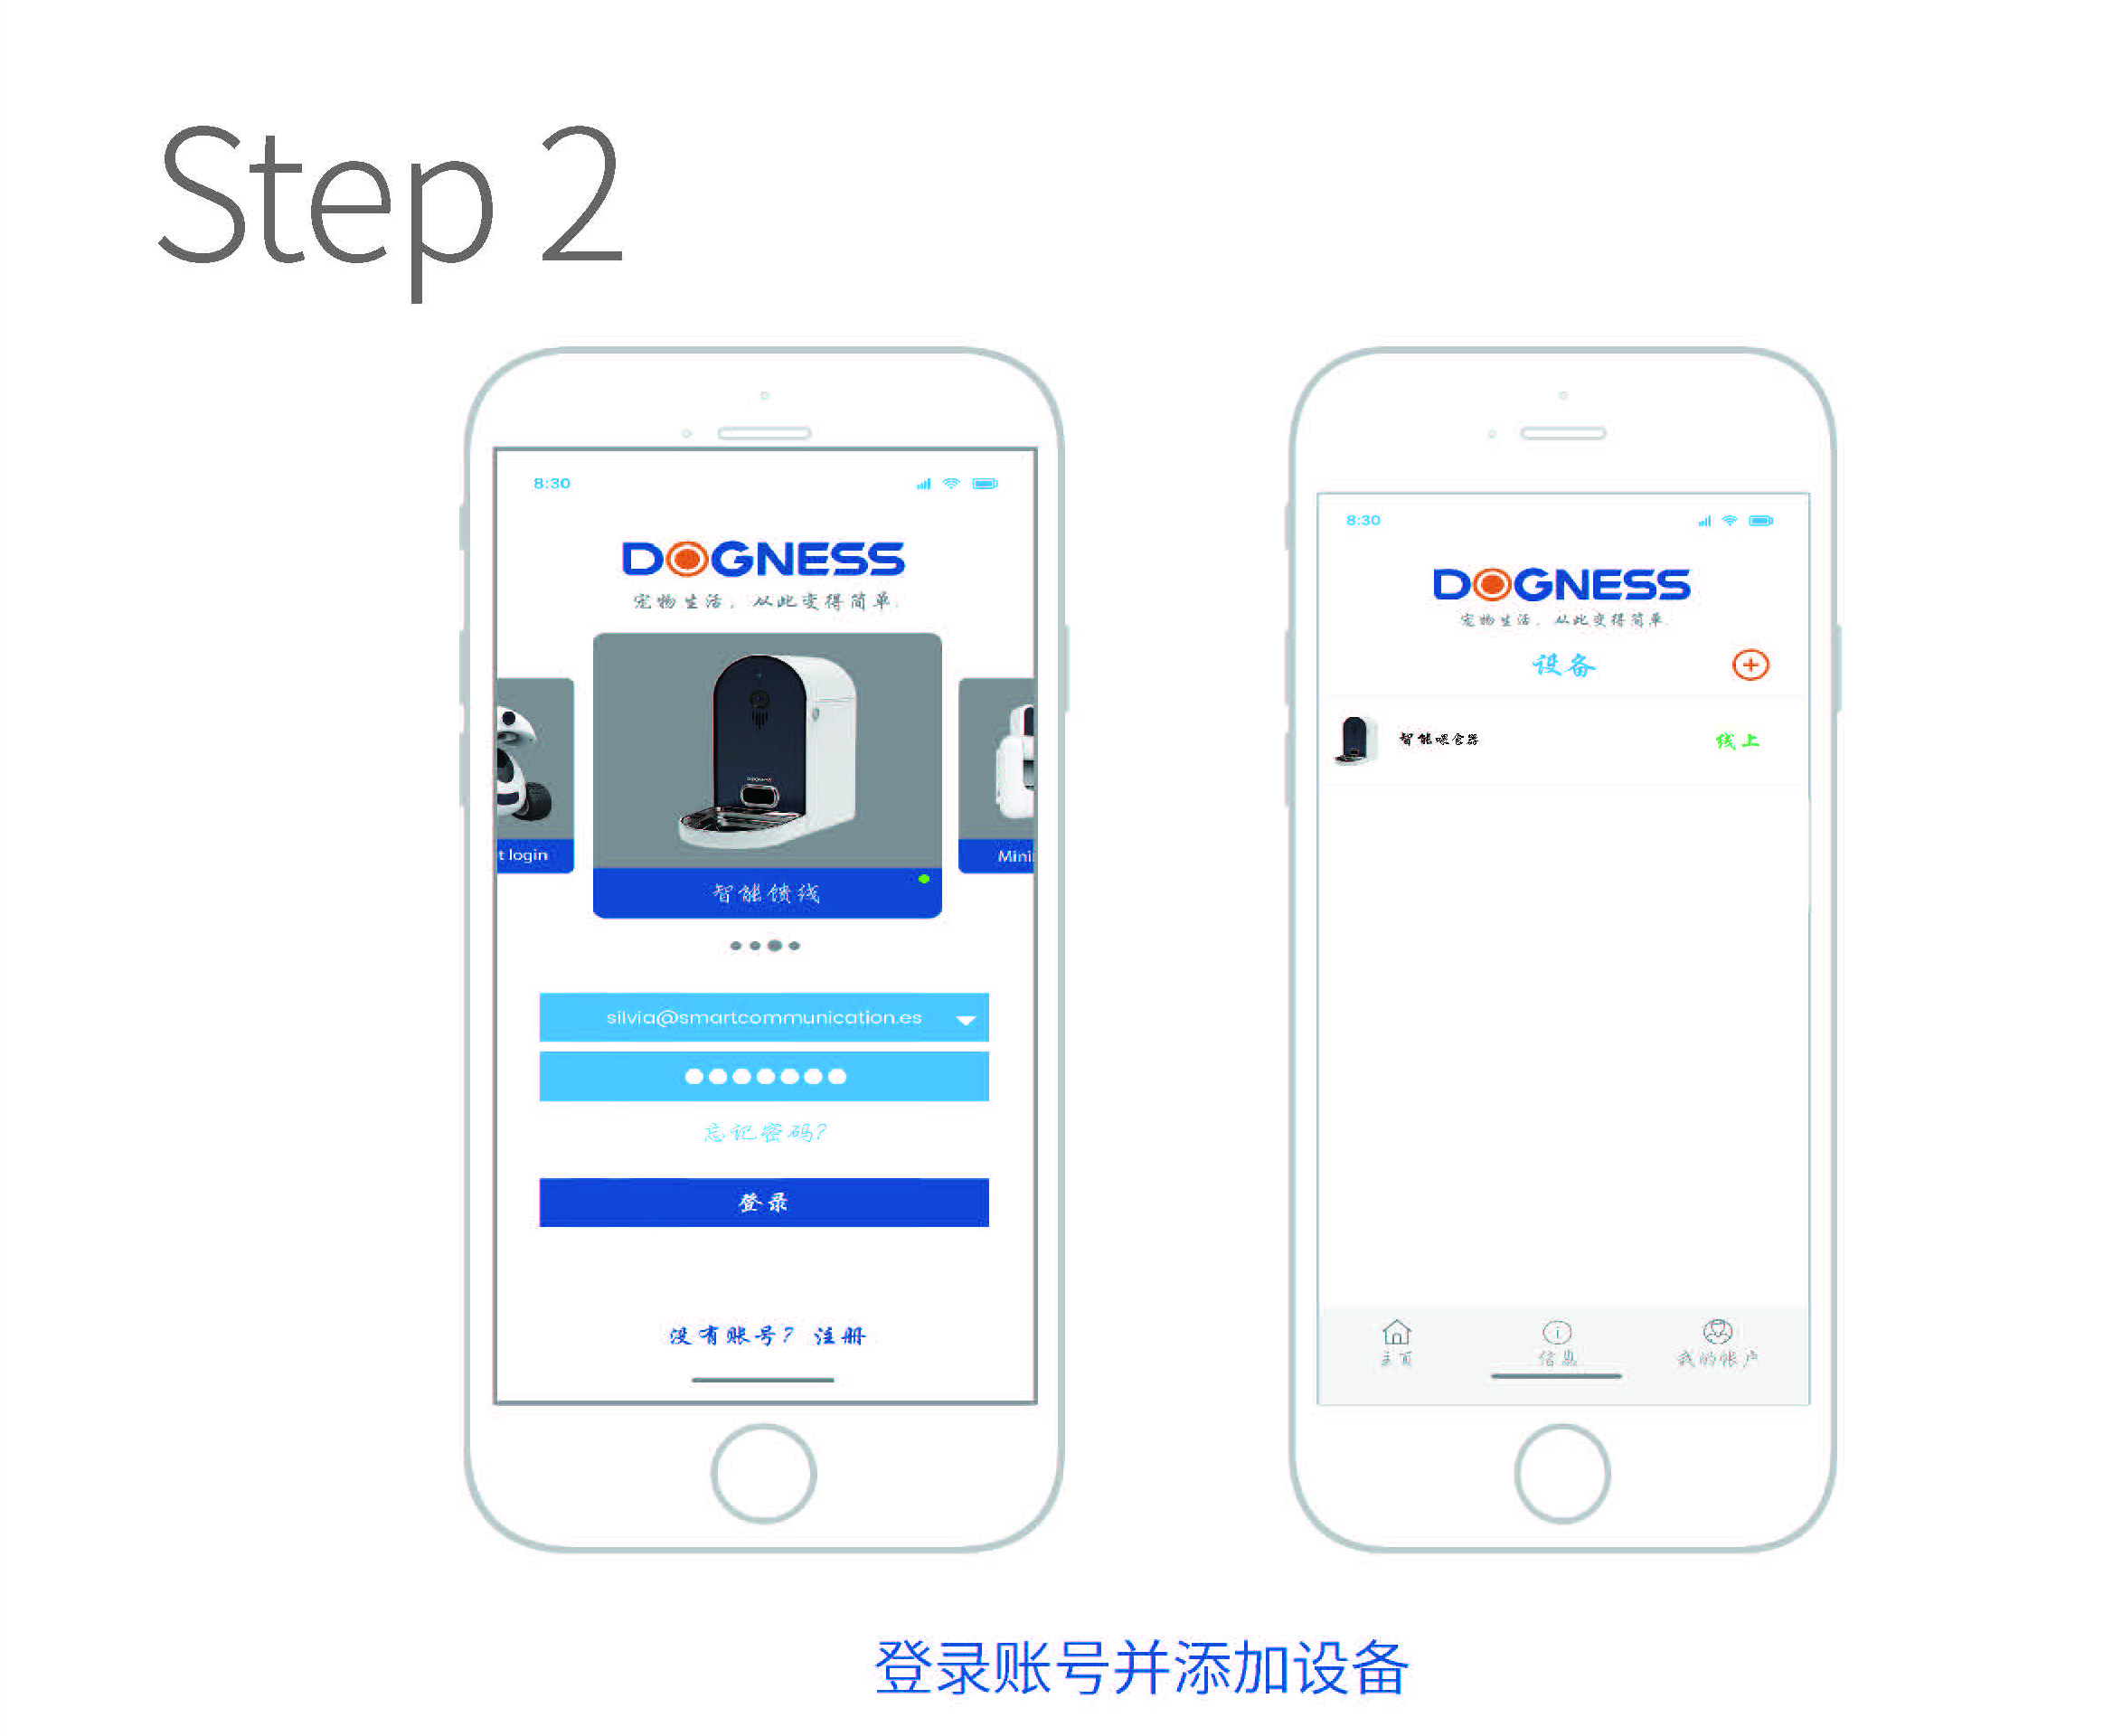 Step 2
8:30
DOGNESS
宠物生活，从此变得简单.
t login
智能馈线
Mini
silvia@smartcommunication.es
忘记密码?
登录
没有账号? 注册
8:30
DOGNESS
宠物生活，从此变得简单.
设备
智能喂食器
线上
主页
信息
我的帐户
登录账号并添加设备